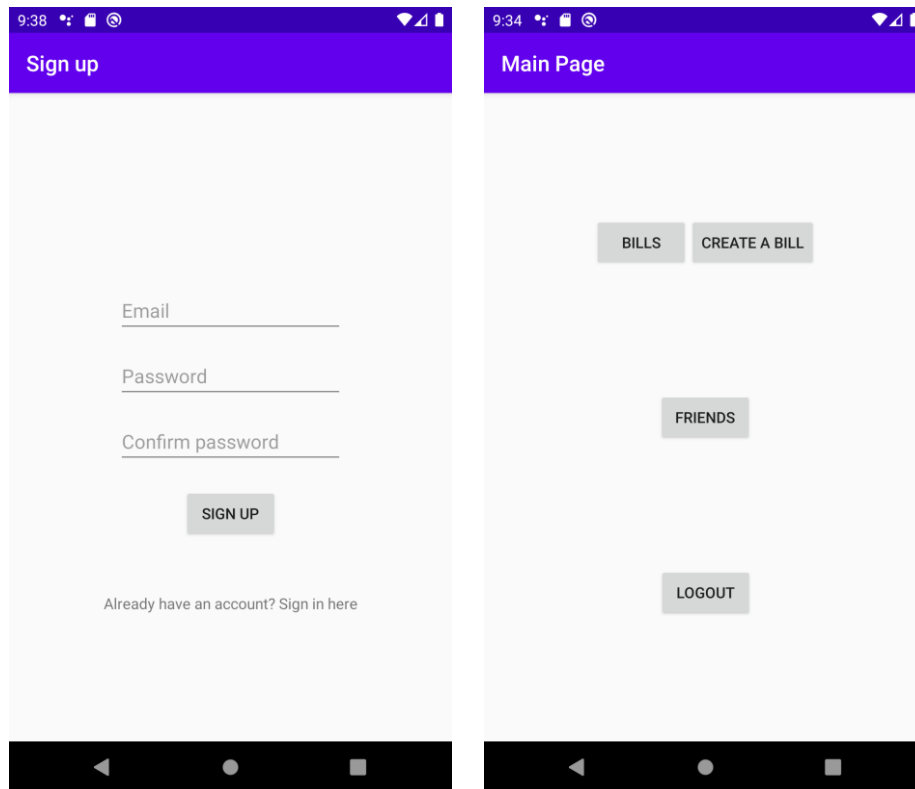 9:38
Sign up
Email
Password
Confirm password
SIGN UP
Already have an account? Sign in here
9:34
Main Page
BILLS
CREATE A BILL
FRIENDS
LOGOUT